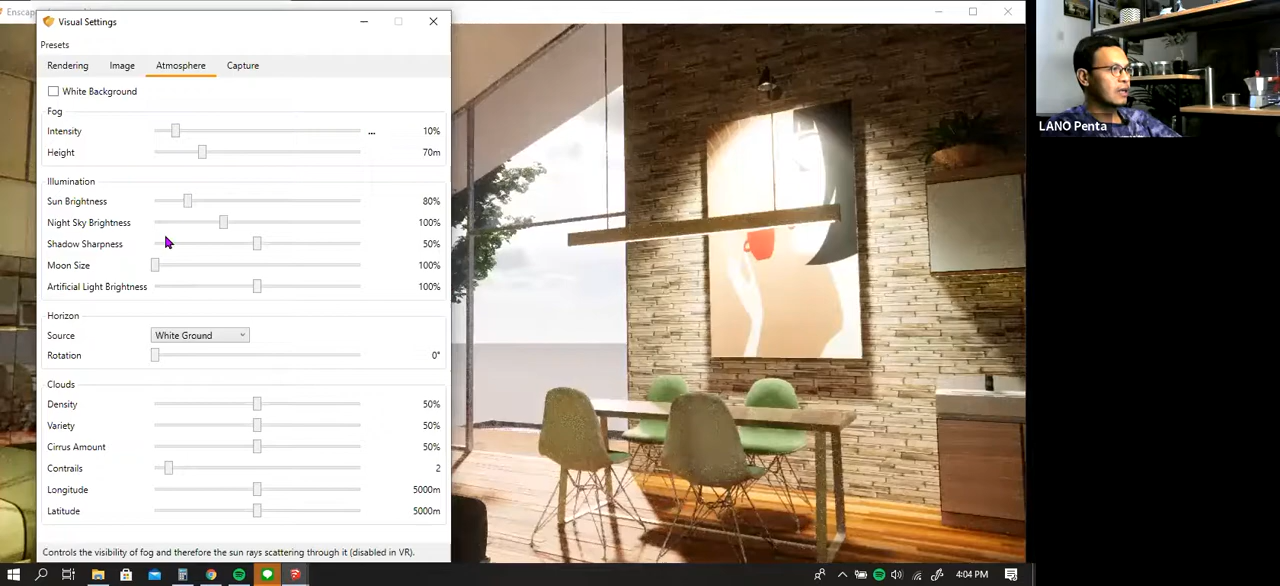 Enscap
Visual Settings
Presets
Rendering Image Atmosphere Capture
White Background
Fog
Intensity ... 10%
Height 70m
Illumination
Sun Brightness 80%
Night Sky Brightness 100%
Shadow Sharpness 50%
Moon Size 100%
Artificial Light Brightness 100%
Horizon
Source White Ground
Rotation 0°
Clouds
Density 50%
Variety 50%
Cirrus Amount 50%
Contrails 2
Longitude 5000m
Latitude 5000m
Controls the visibility of fog and therefore the sun rays scattering through it (disabled in VR).
LANO Penta
4:04 PM